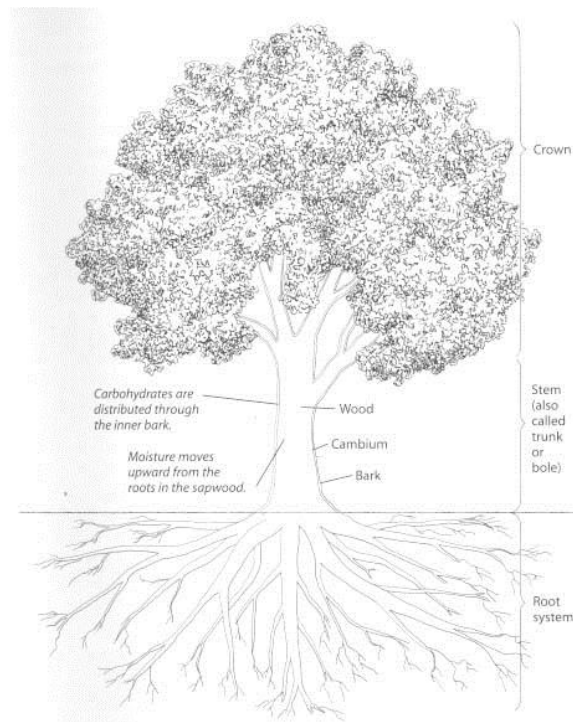 Crown
Carbohydrates are
distributed through
the inner bark.
Wood
Stem
(also
called
trunk
or
bole)
Cambium
Moisture moves
upward from the
roots in the sapwood.
Bark
Root
system